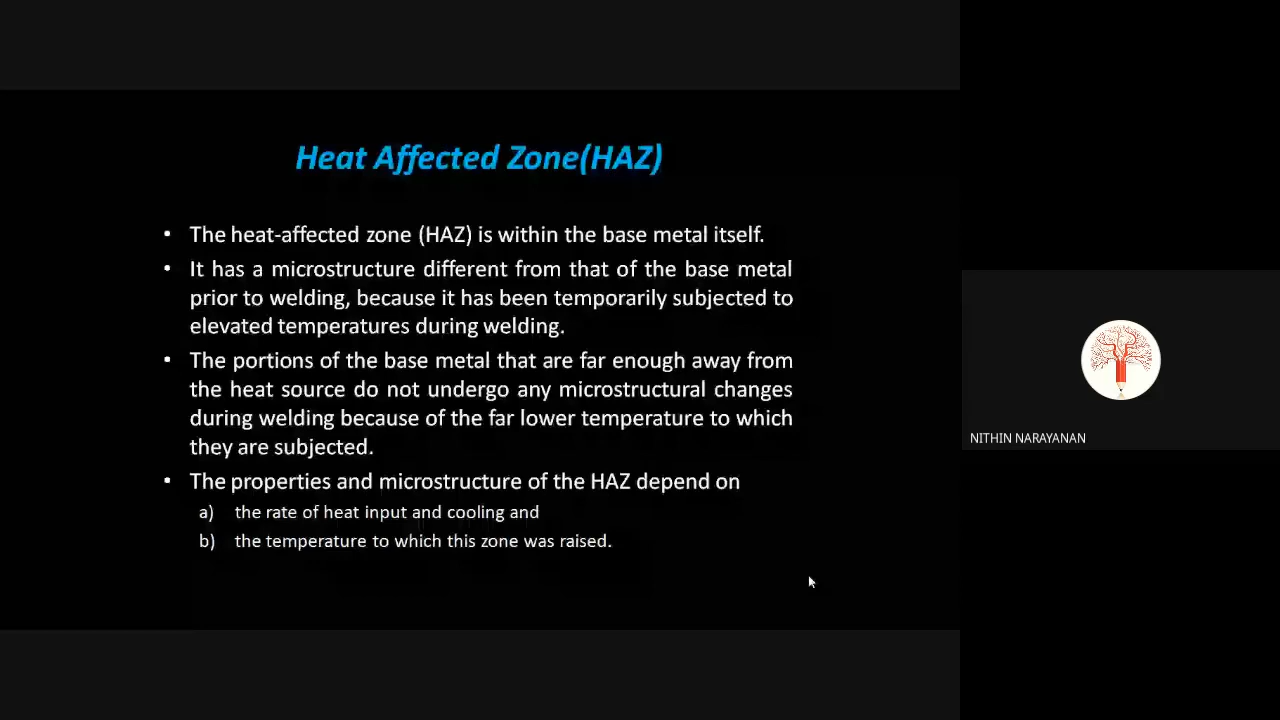 Heat Affected Zone(HAZ)
• The heat-affected zone (HAZ) is within the base metal itself.
• It has a microstructure different from that of the base metal
prior to welding, because it has been temporarily subjected to
elevated temperatures during welding.
• The portions of the base metal that are far enough away from
the heat source do not undergo any microstructural changes
during welding because of the far lower temperature to which
they are subjected.
• The properties and microstructure of the HAZ depend on
a) the rate of heat input and cooling and
b) the temperature to which this zone was raised.
NITHIN NARAYANAN